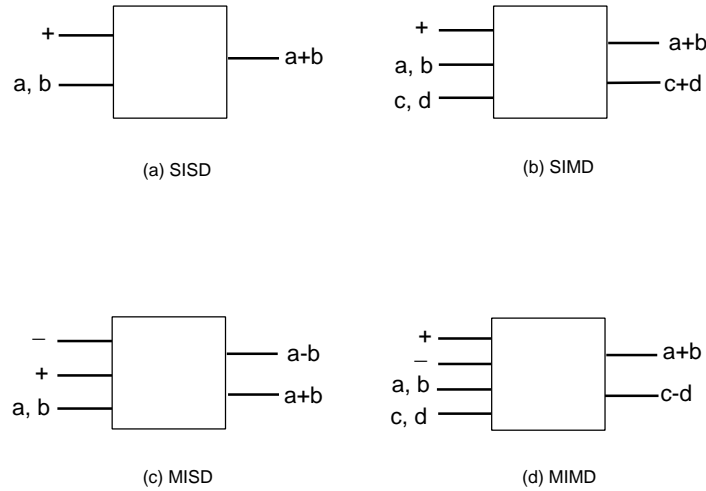 +
a, b
a+b
(a) SISD
+
a, b
c, d
a+b
c+d
(b) SIMD
−
+
a, b
a-b
a+b
(c) MISD
+
−
a, b
c, d
a+b
c-d
(d) MIMD